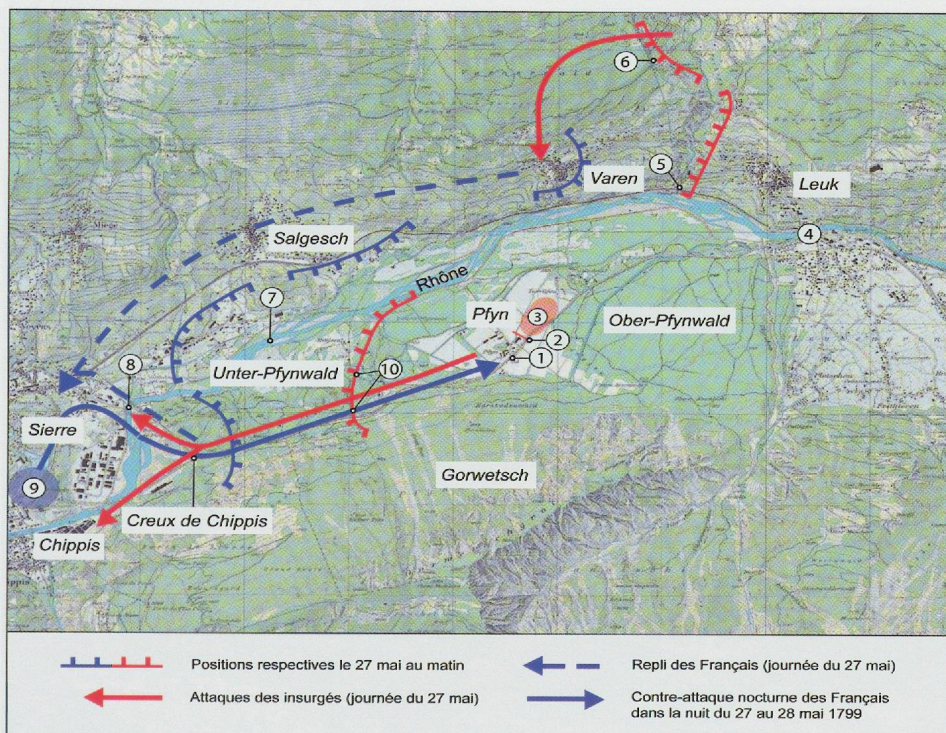 6
Varen
5
Leuk
4
Salgesch
Rhône
7
Pfyn
3
2
1
Ober-Pfynwald
8
Unter-Pfynwald
10
Sierre
9
Gorwetsch
Creux de Chippis
Chippis
Positions respectives le 27 mai au matin
Repli des Français (journée du 27 mai)
Attaques des insurgés (journée du 27 mai)
Contre-attaque nocturne des Français
dans la nuit du 27 au 28 mai 1799